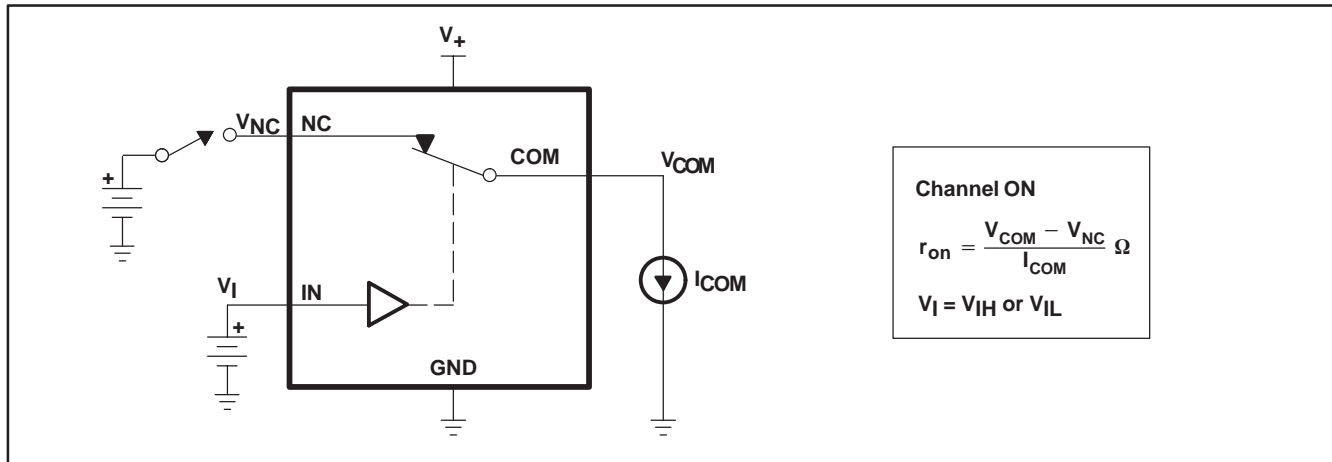 V+
VNC
NC
COM
VCOM
+
VI
IN
+
ICOM
GND
Channel ON
ron = VCOM − VNC / ICOM Ω
VI = VIH or VIL